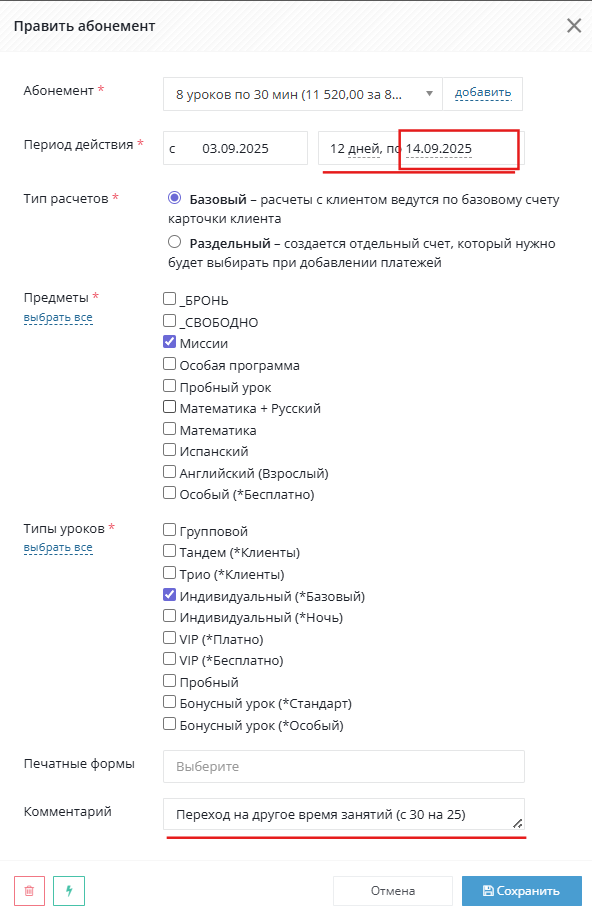 Править абонемент
Абонемент *
8 уроков по 30 мин (11 520,00 за 8...
добавить
Период действия *
с 03.09.2025
12 дней, по 14.09.2025
Тип расчетов *
Базовый – расчеты с клиентом ведутся по базовому счету
карточки клиента
Раздельный – создается отдельный счет, который нужно
будет выбирать при добавлении платежей
Предметы *
выбрать все
_БРОНЬ
_СВОБОДНО
Миссии
Особая программа
Пробный урок
Математика + Русский
Математика
Испанский
Английский (Взрослый)
Особый (*Бесплатно)
Типы уроков *
выбрать все
Групповой
Тандем (*Клиенты)
Трио (*Клиенты)
Индивидуальный (*Базовый)
Индивидуальный (*Ночь)
VIP (*Платно)
VIP (*Бесплатно)
Пробный
Бонусный урок (*Стандарт)
Бонусный урок (*Особый)
Печатные формы
Выберите
Комментарий
Переход на другое время занятий (с 30 на 25)
Отмена
Сохранить